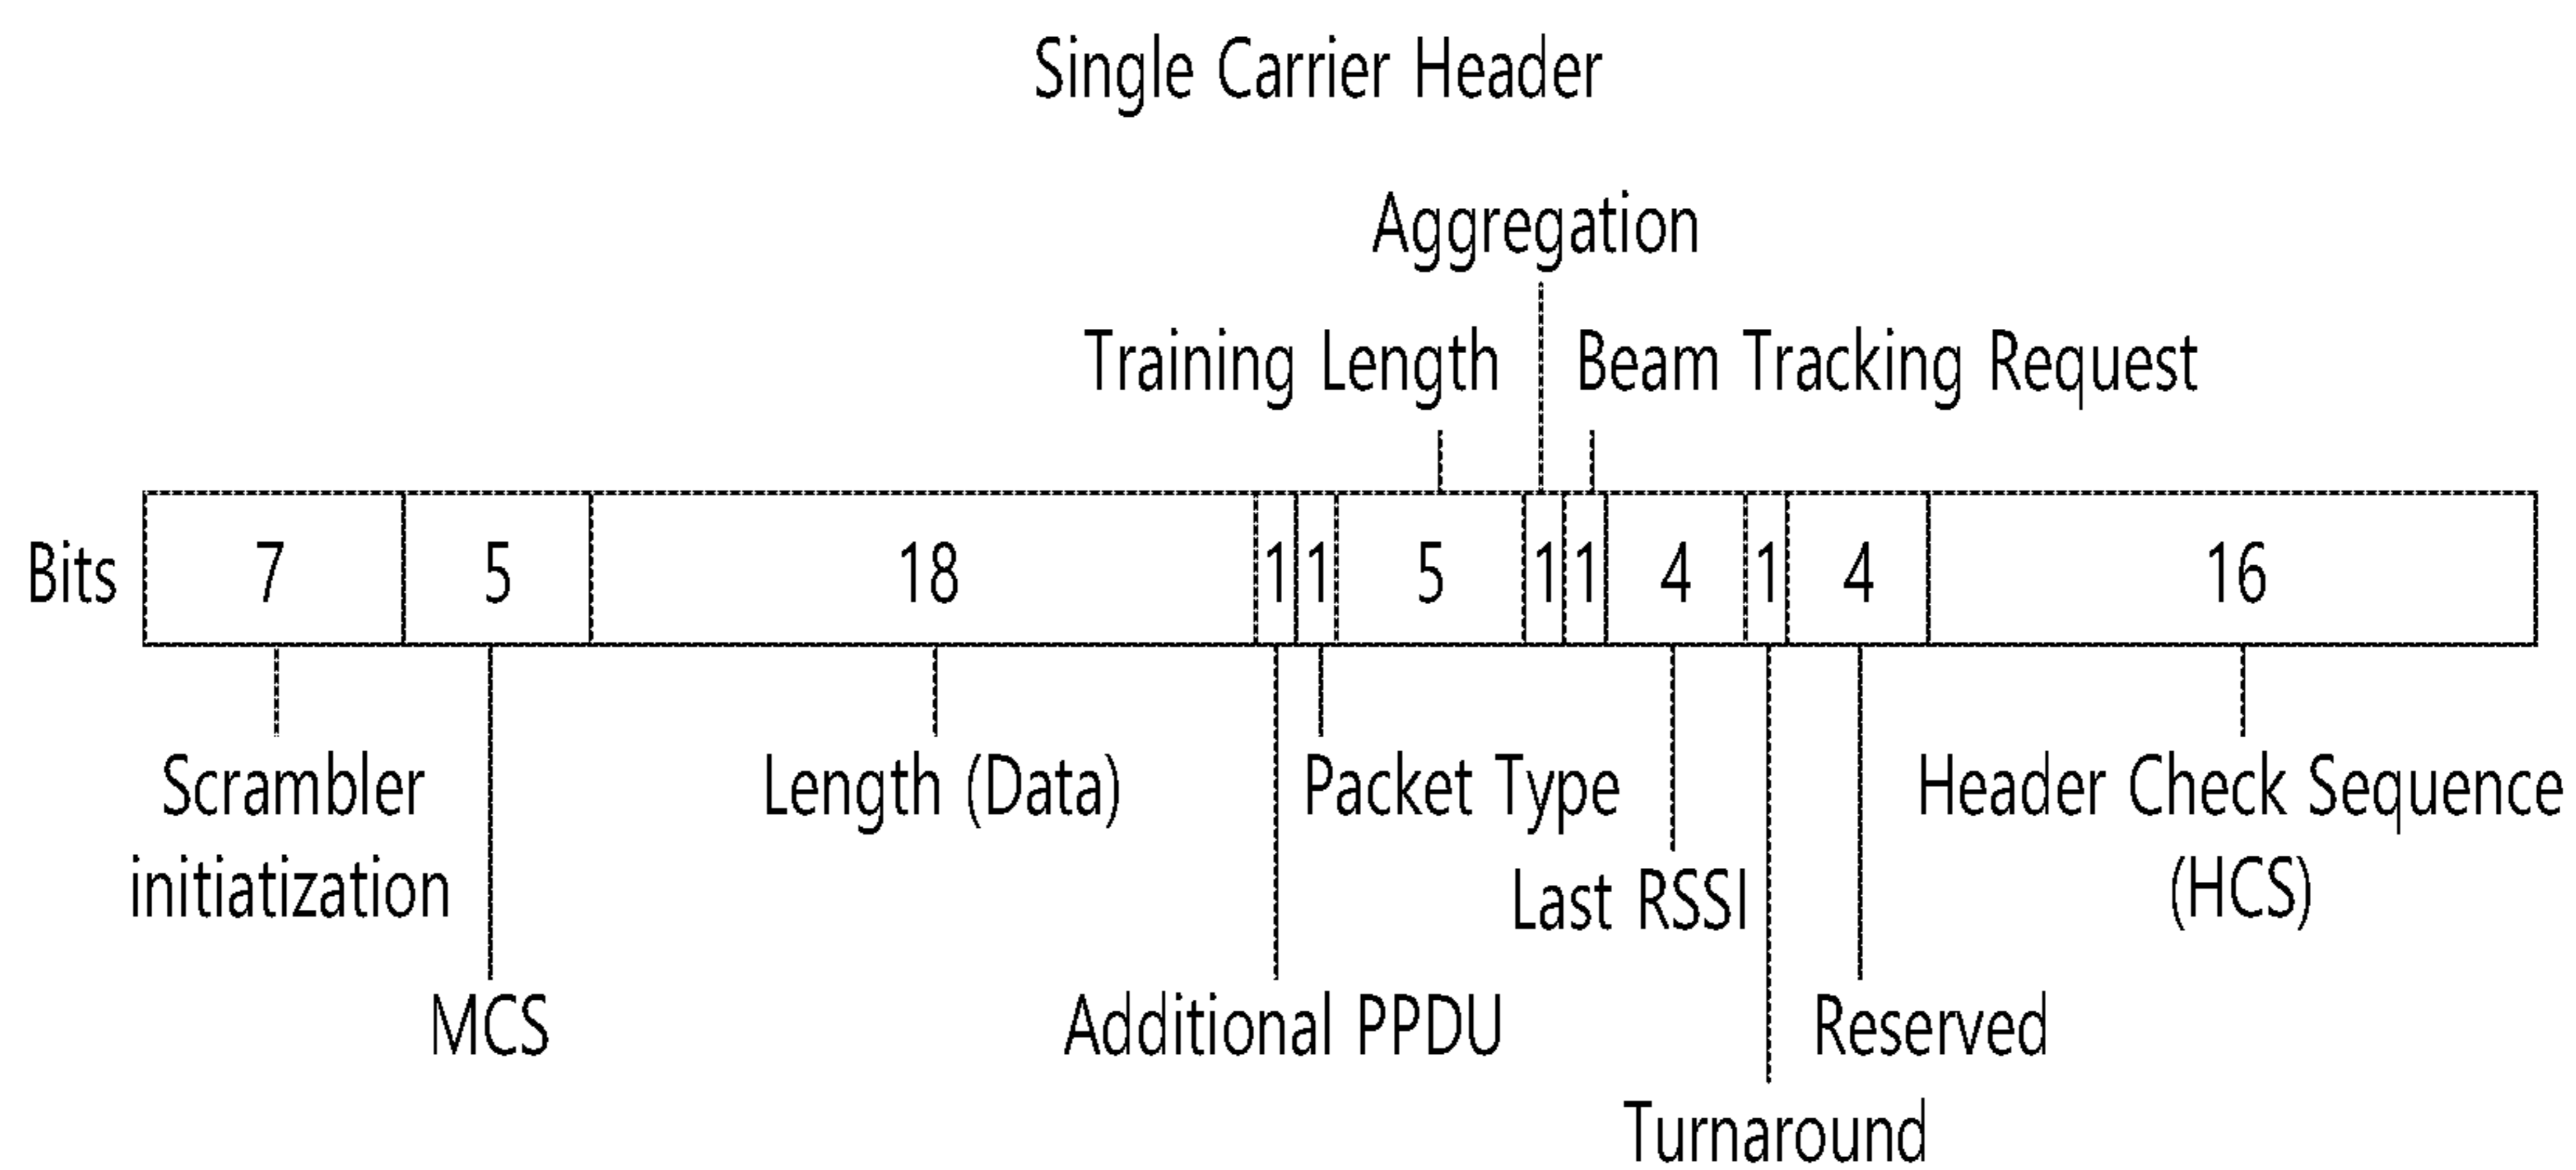 Single Carrier Header
Aggregation
Training Length Beam Tracking Request
Bits 7 5 18 1 1 5 1 1 4 1 4 16
Scrambler
initiatization
MCS
Length (Data)
Additional PPDU
Packet Type
Last RSSI
Turnaround
Reserved
Header Check Sequence
(HCS)